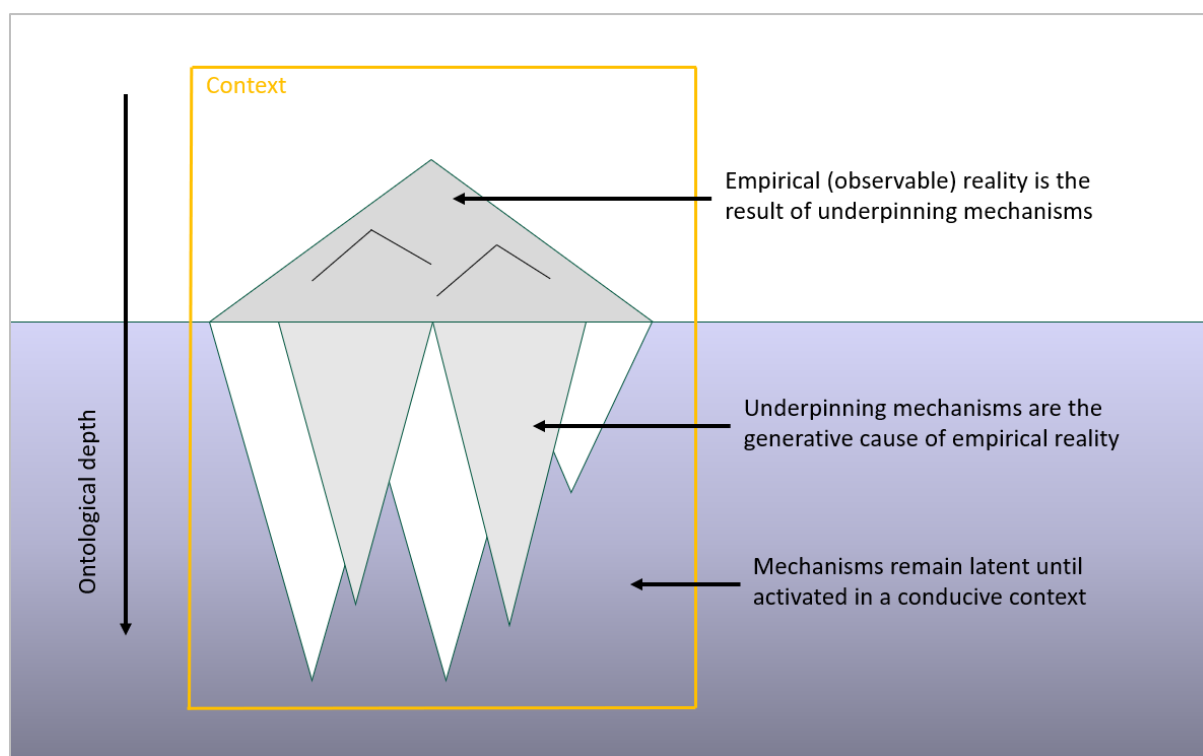 Context
Empirical (observable) reality is the
result of underpinning mechanisms
Ontological depth
Underpinning mechanisms are the
generative cause of empirical reality
Mechanisms remain latent until
activated in a conducive context